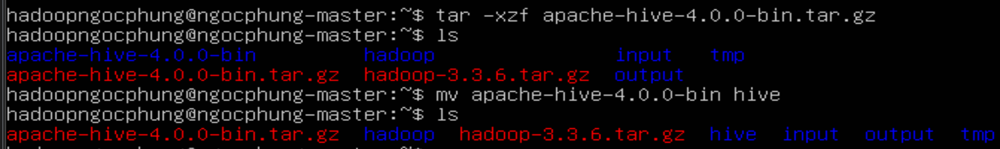 hadoopngocphung@ngocphung-master:~$ tar -xzf apache-hive-4.0.0-bin.tar.gz
hadoopngocphung@ngocphung-master:~$ ls
apache-hive-4.0.0-bin hadoop input tmp
apache-hive-4.0.0-bin.tar.gz hadoop-3.3.6.tar.gz output
hadoopngocphung@ngocphung-master:~$ mv apache-hive-4.0.0-bin hive
hadoopngocphung@ngocphung-master:~$ ls
apache-hive-4.0.0-bin.tar.gz hadoop hadoop-3.3.6.tar.gz hive input output tmp